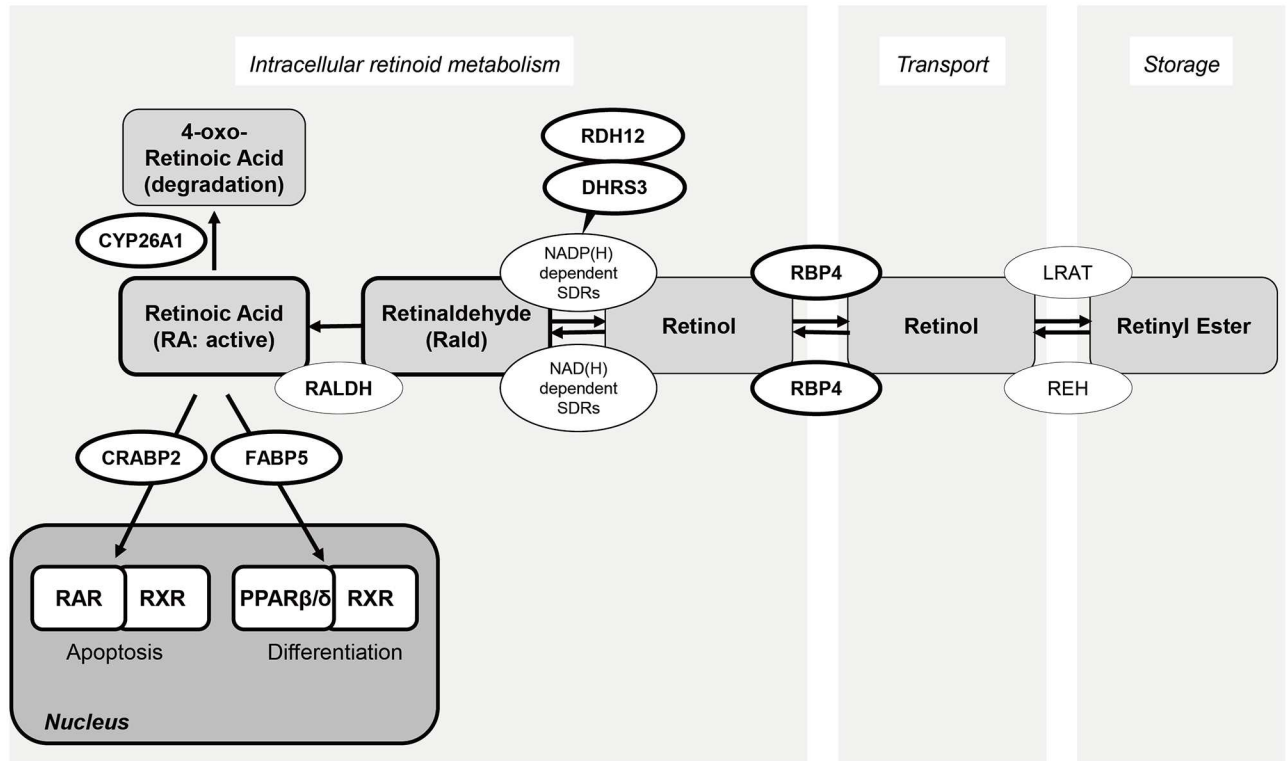 Intracellular retinoid metabolism
Transport
Storage
4-oxo-
Retinoic Acid
(degradation)
RDH12
DHRS3
CYP26A1
NADP(H)
dependent
SDRs
RBP4
LRAT
Retinoic Acid
(RA: active)
Retinaldehyde
(Rald)
Retinol
Retinol
Retinyl Ester
RALDH
NAD(H)
dependent
SDRs
RBP4
REH
CRABP2
FABP5
RAR
RXR
PPARβ/δ
RXR
Apoptosis
Differentiation
Nucleus